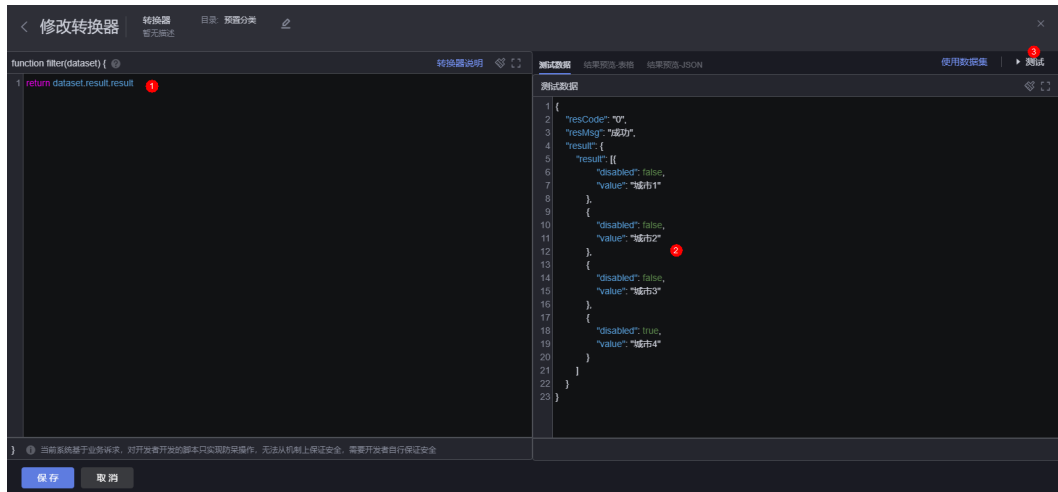 修改转换器
转换器
目录: 预置分类
暂无描述
function filter(dataset) {
转换器说明
1 return dataset.result.result
1
测试数据 结果预览-表格 结果预览-JSON
使用数据集
3
测试
测试数据
1 {
2 "resCode": "0",
3 "resMsg": "成功",
4 "result": {
5 "result": [{
6 "disabled": false,
7 "value": "城市1"
8 },
9 {
10 "disabled": false,
11 "value": "城市2"
12 },
2
13 {
14 "disabled": false,
15 "value": "城市3"
16 },
17 {
18 "disabled": true,
19 "value": "城市4"
20 }
21 ]
22 }
23 }
} 当前系统基于业务诉求，对开发者开发的脚本只实现防呆操作，无法从机制上保证安全，需要开发者自行保证安全
保存 取消